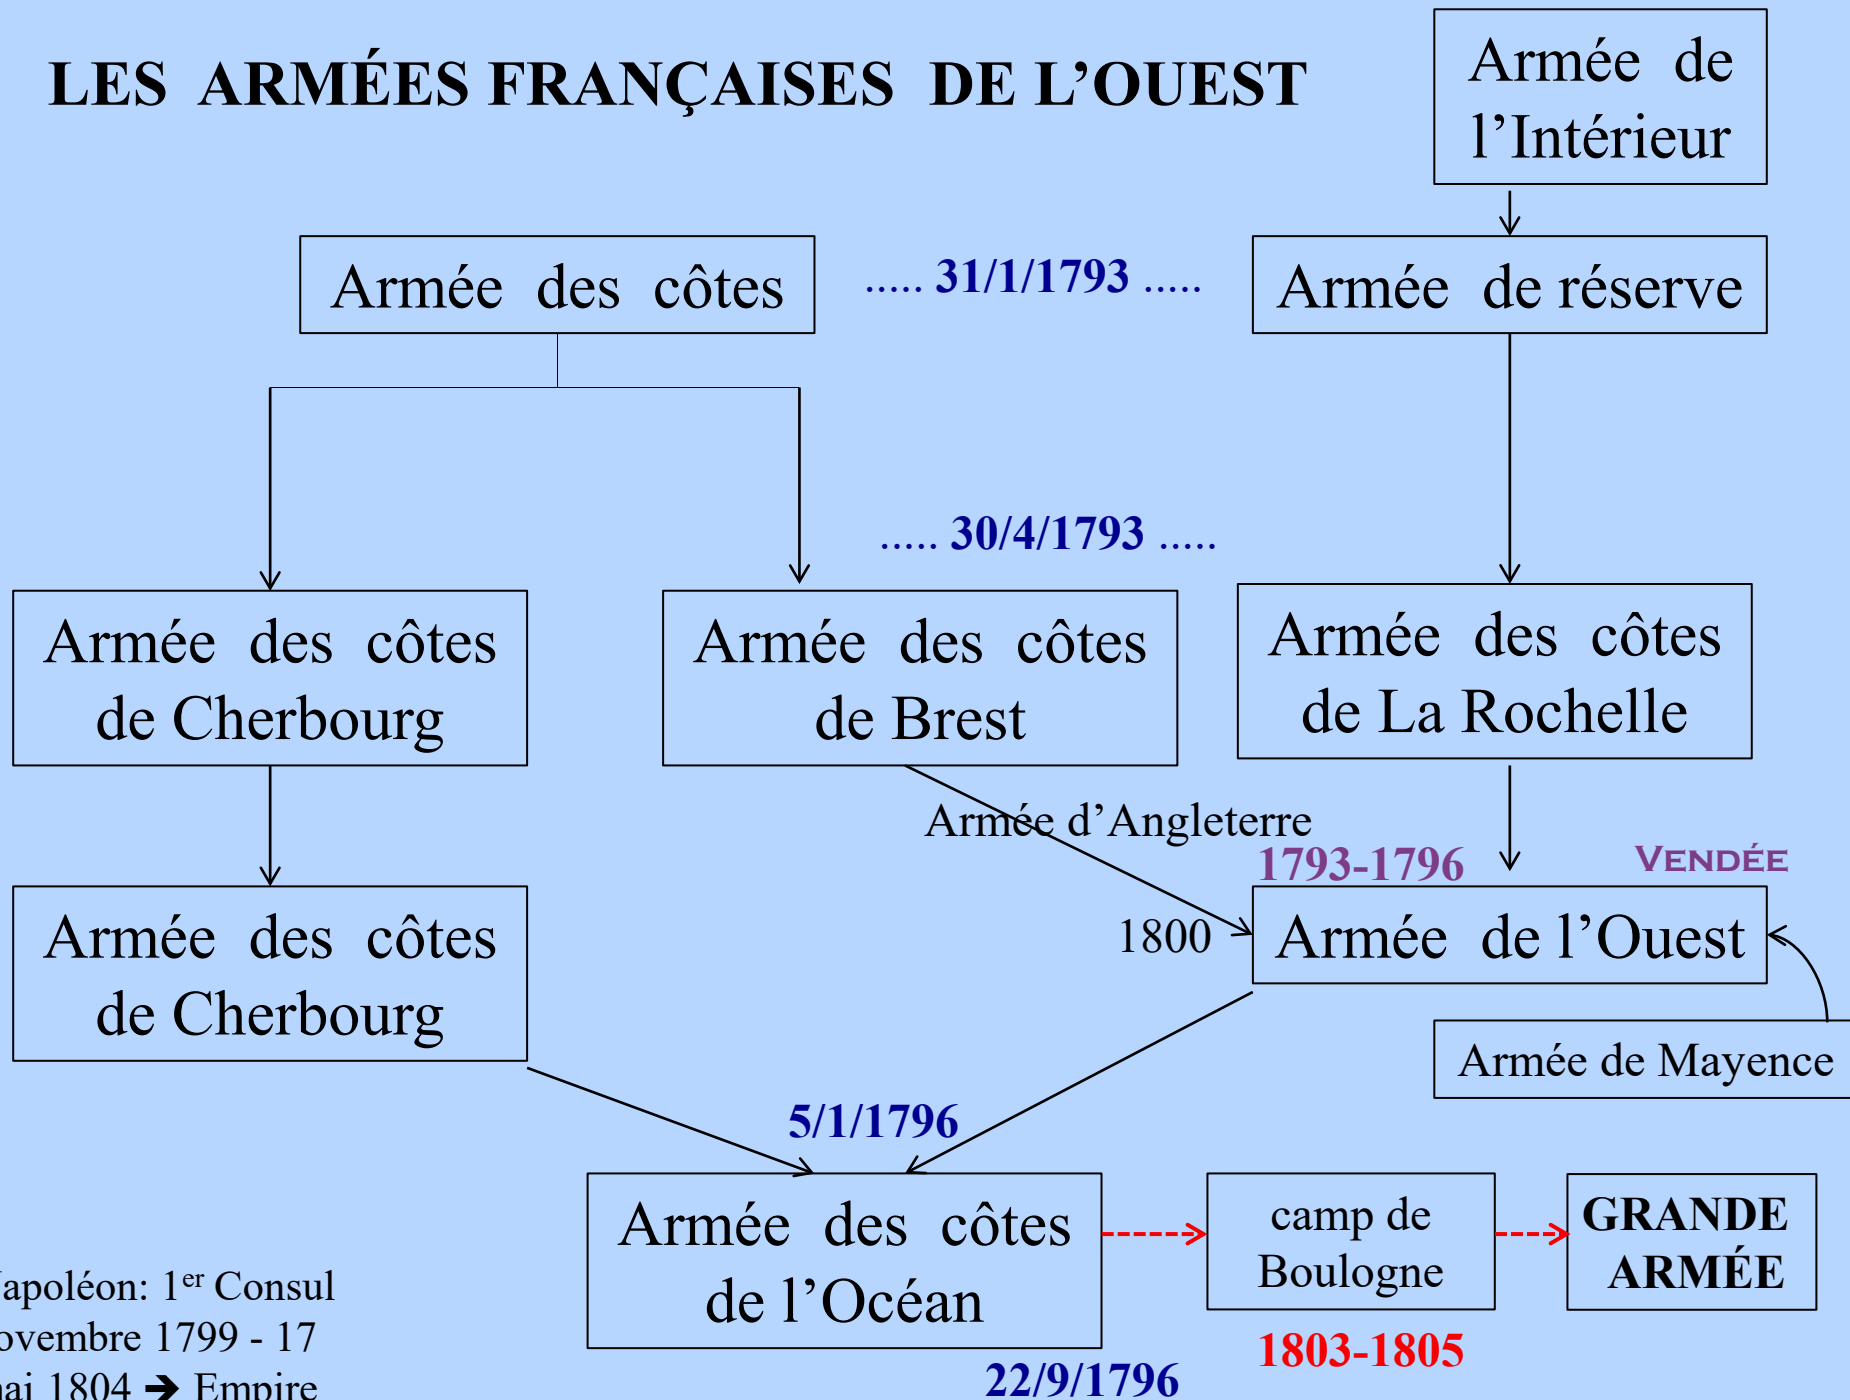 LES ARMÉES FRANÇAISES DE L’OUEST
Armée de
l’Intérieur
Armée des côtes
..... 31/1/1793 .....
Armée de réserve
..... 30/4/1793 .....
Armée des côtes
de Cherbourg
Armée des côtes
de Brest
Armée des côtes
de La Rochelle
Armée d’Angleterre
1793-1796
VENDÉE
Armée des côtes
de Cherbourg
1800
Armée de l’Ouest
Armée de Mayence
5/1/1796
Armée des côtes
de l’Océan
camp de
Boulogne
GRANDE
ARMÉE
22/9/1796
1803-1805
apoléon: 1er Consul
ovembre 1799 - 17
ai 1804 ➔ Empire